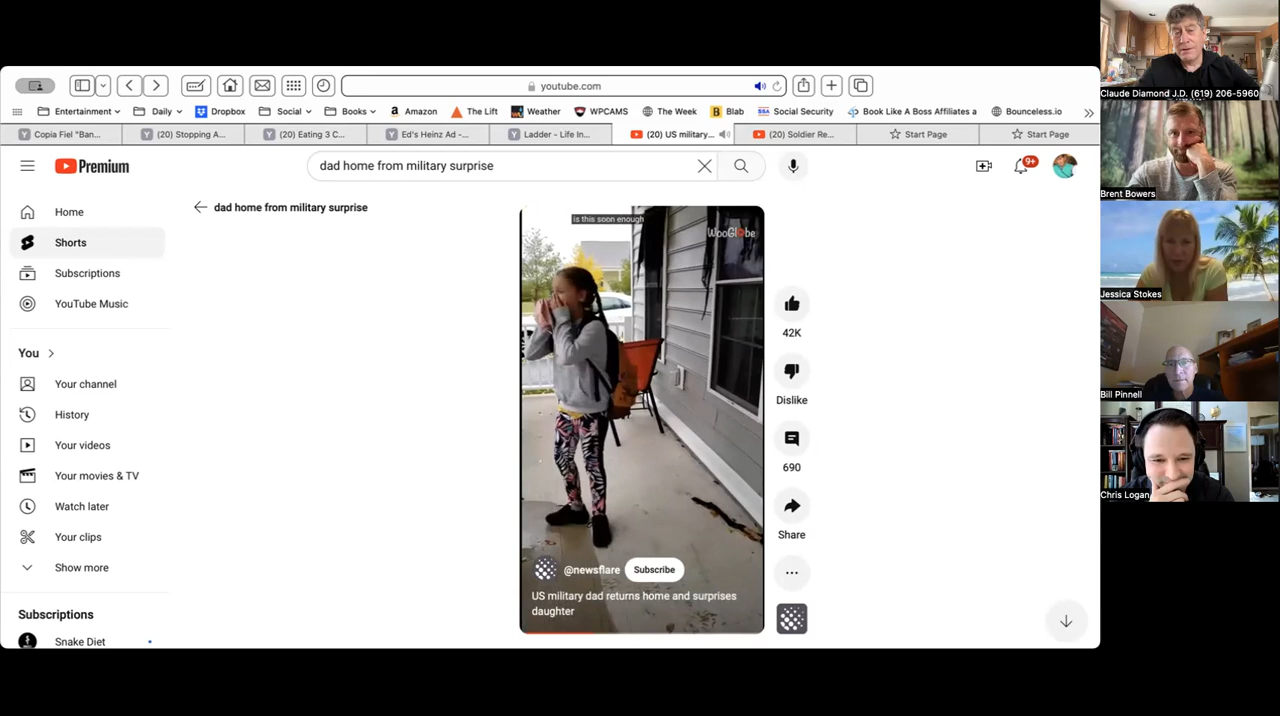 youtube.com
Entertainment
Daily
Dropbox
Social
Books
Amazon
The Lift
Weather
WPCAMS
The Week
Blab
Social Security
Book Like A Boss Affiliates a
Bounceless.io
Copia Fiel "Ban...
(20) Stopping A...
(20) Eating 3 C...
Ed's Heinz Ad -...
Ladder - Life In...
(20) US military...
(20) Soldier Re...
Start Page
Start Page
Premium
dad home from military surprise
9+
Home
Shorts
Subscriptions
YouTube Music
You
Your channel
History
Your videos
Your movies & TV
Watch later
Your clips
Show more
Subscriptions
Snake Diet
dad home from military surprise
is this soon enough
WooGlobe
@newsflare
Subscribe
US military dad returns home and surprises
daughter
42K
Dislike
690
Share
Claude Diamond J.D. (619) 206-5960
Brent Bowers
Jessica Stokes
Bill Pinnell
Chris Logan